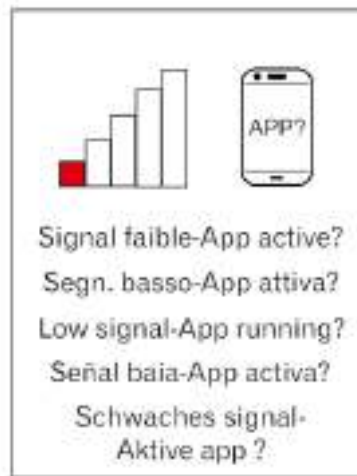 APP?
Signal faible-App active?
Segn. basso-App attiva?
Low signal-App running?
Señal baia-App activa?
Schwaches signal-
Aktive app ?